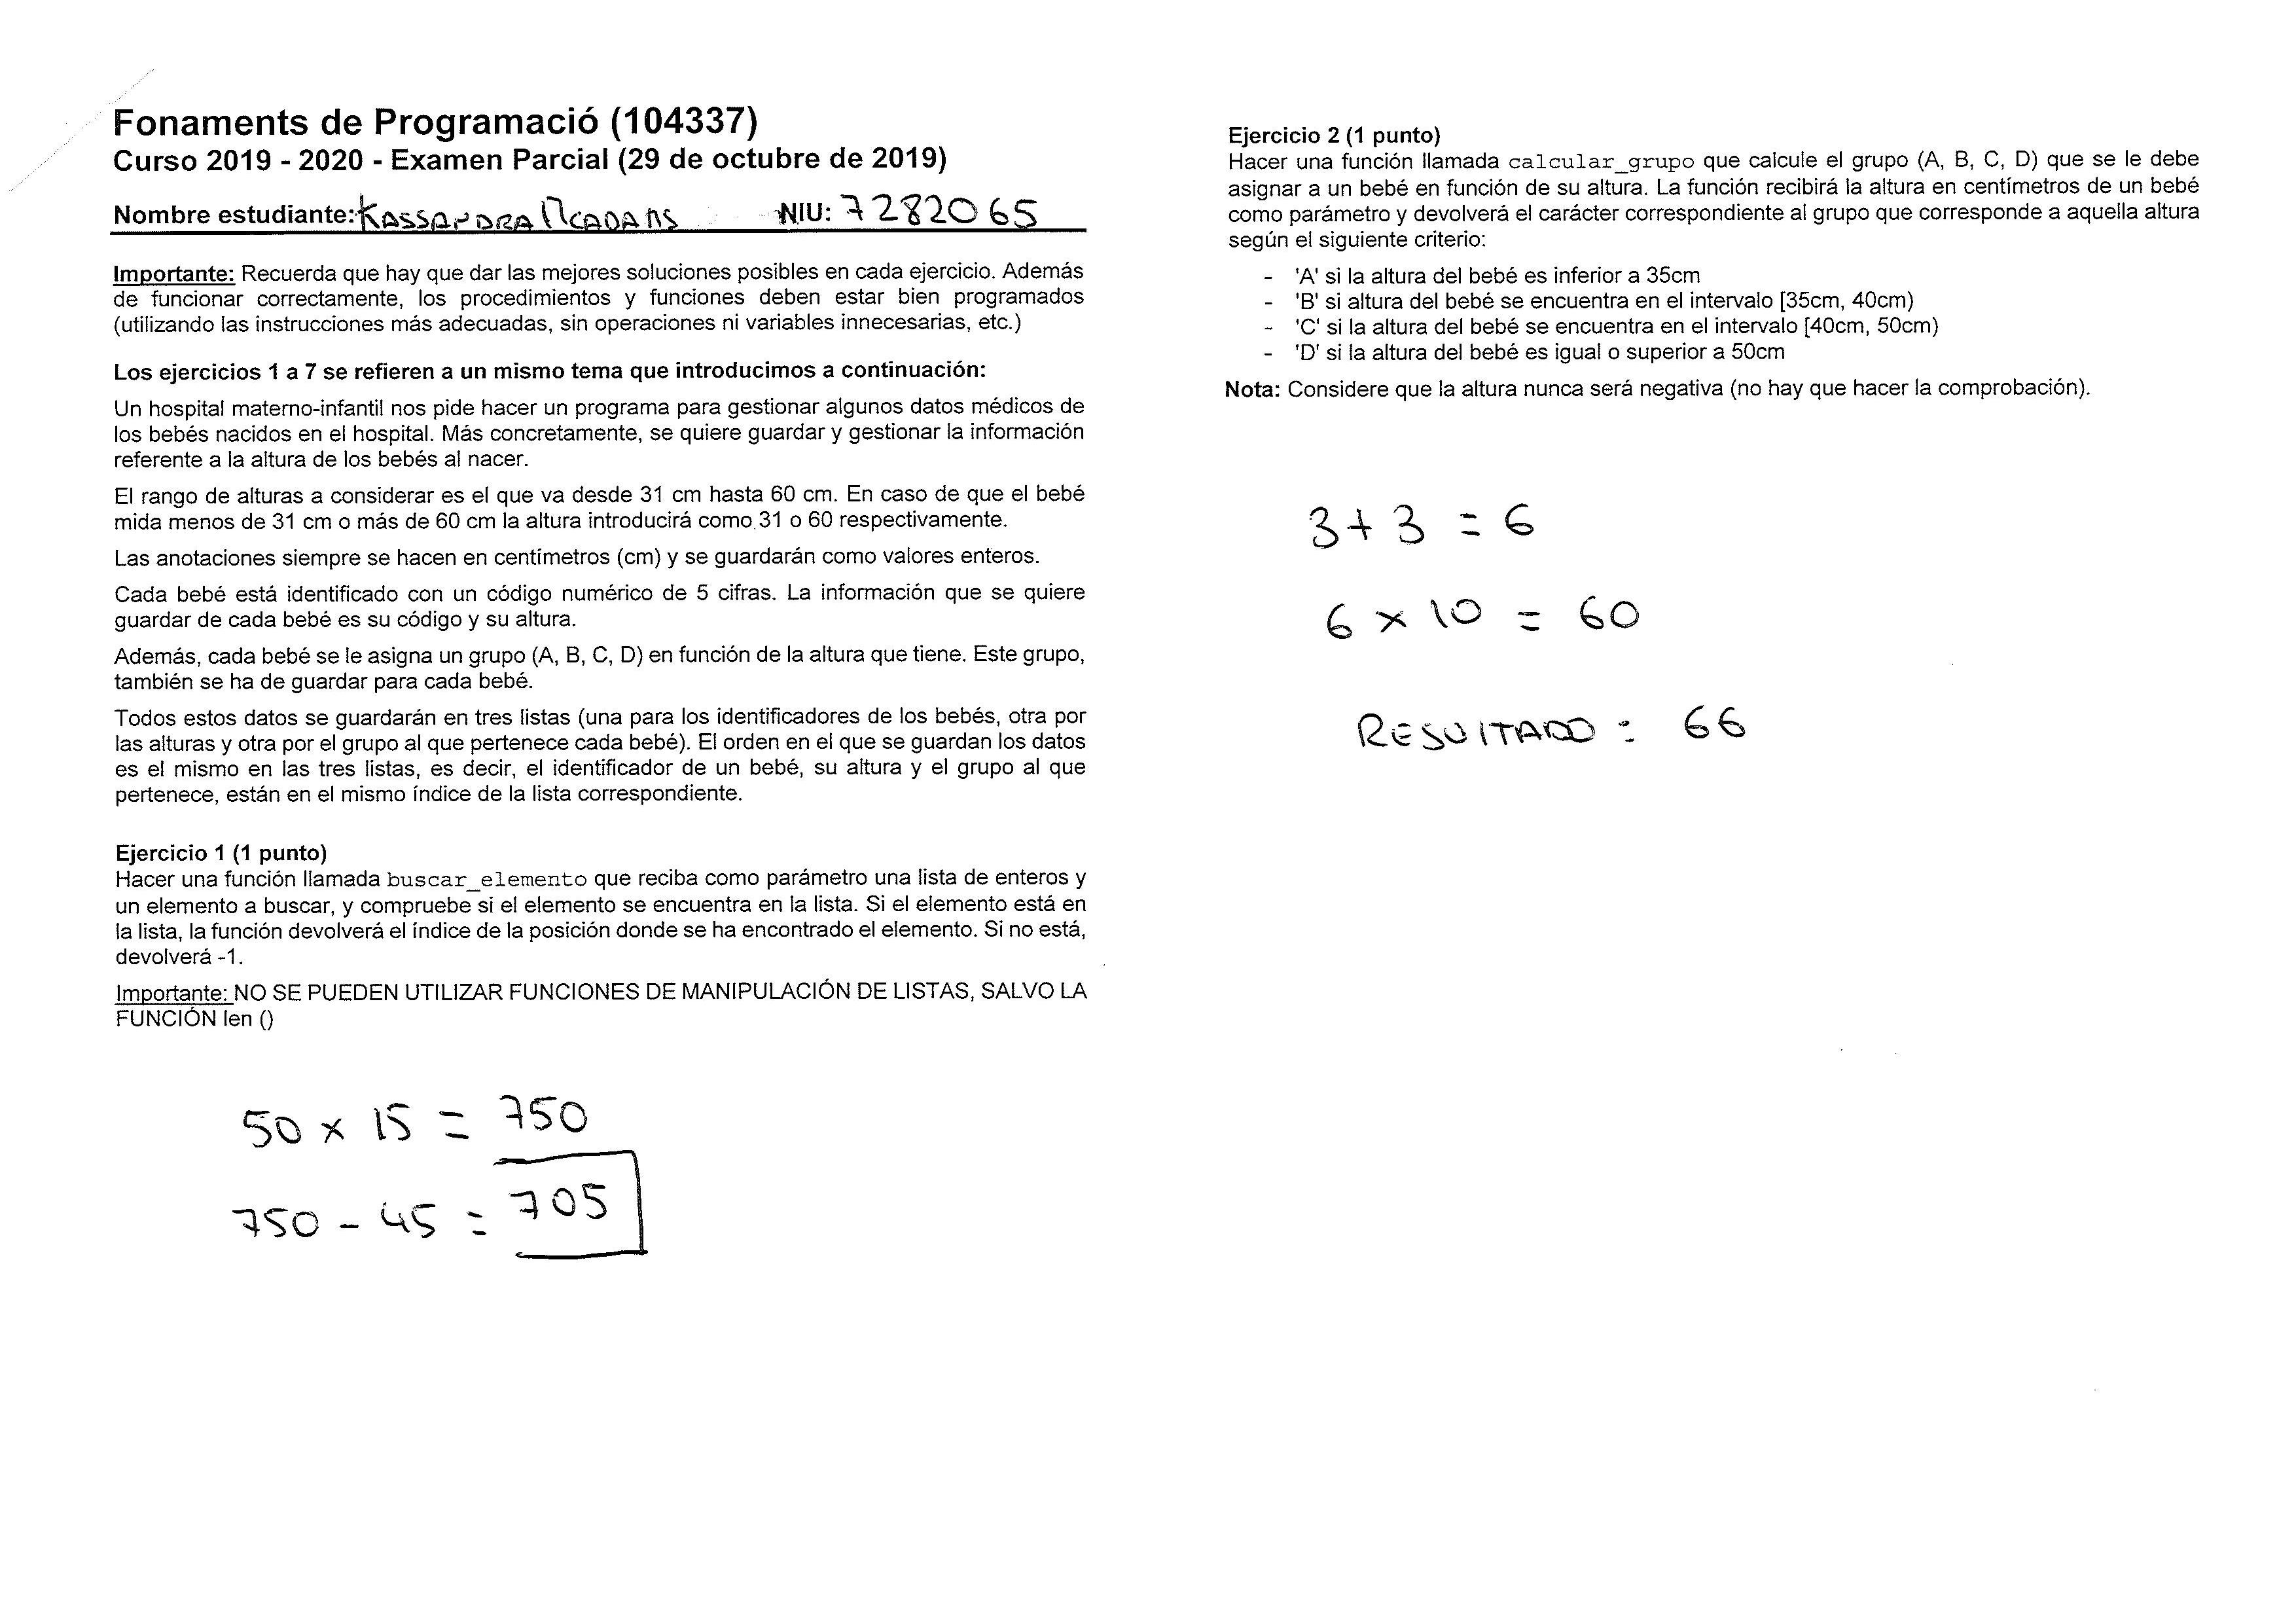 Fonaments de Programació (104337)
Curso 2019 - 2020 - Examen Parcial (29 de octubre de 2019)
Nombre estudiante: KASSANDRA MCADAMS NIU: 7282065
Importante: Recuerda que hay que dar las mejores soluciones posibles en cada ejercicio. Además
de funcionar correctamente, los procedimientos y funciones deben estar bien programados
(utilizando las instrucciones más adecuadas, sin operaciones ni variables innecesarias, etc.)
Los ejercicios 1 a 7 se refieren a un mismo tema que introducimos a continuación:
Un hospital materno-infantil nos pide hacer un programa para gestionar algunos datos médicos de
los bebés nacidos en el hospital. Más concretamente, se quiere guardar y gestionar la información
referente a la altura de los bebés al nacer.
El rango de alturas a considerar es el que va desde 31 cm hasta 60 cm. En caso de que el bebé
mida menos de 31 cm o más de 60 cm la altura introducirá como 31 o 60 respectivamente.
Las anotaciones siempre se hacen en centímetros (cm) y se guardarán como valores enteros.
Cada bebé está identificado con un código numérico de 5 cifras. La información que se quiere
guardar de cada bebé es su código y su altura.
Además, cada bebé se le asigna un grupo (A, B, C, D) en función de la altura que tiene. Este grupo,
también se ha de guardar para cada bebé.
Todos estos datos se guardarán en tres listas (una para los identificadores de los bebés, otra por
las alturas y otra por el grupo al que pertenece cada bebé). El orden en el que se guardan los datos
es el mismo en las tres listas, es decir, el identificador de un bebé, su altura y el grupo al que
pertenece, están en el mismo índice de la lista correspondiente.
Ejercicio 1 (1 punto)
Hacer una función llamada buscar_elemento que reciba como parámetro una lista de enteros y
un elemento a buscar, y compruebe si el elemento se encuentra en la lista. Si el elemento está en
la lista, la función devolverá el índice de la posición donde se ha encontrado el elemento. Si no está,
devolverá -1.
Importante: NO SE PUEDEN UTILIZAR FUNCIONES DE MANIPULACIÓN DE LISTAS, SALVO LA
FUNCIÓN len ()
50 x 15 = 750
750 - 45 = 705
Ejercicio 2 (1 punto)
Hacer una función llamada calcular_grupo que calcule el grupo (A, B, C, D) que se le debe
asignar a un bebé en función de su altura. La función recibirá la altura en centímetros de un bebé
como parámetro y devolverá el carácter correspondiente al grupo que corresponde a aquella altura
según el siguiente criterio:
- 'A' si la altura del bebé es inferior a 35cm
- 'B' si altura del bebé se encuentra en el intervalo [35cm, 40cm)
- 'C' si la altura del bebé se encuentra en el intervalo [40cm, 50cm)
- 'D' si la altura del bebé es igual o superior a 50cm
Nota: Considere que la altura nunca será negativa (no hay que hacer la comprobación).
3 + 3 = 6
6 x 10 = 60
RESULTADO = 66